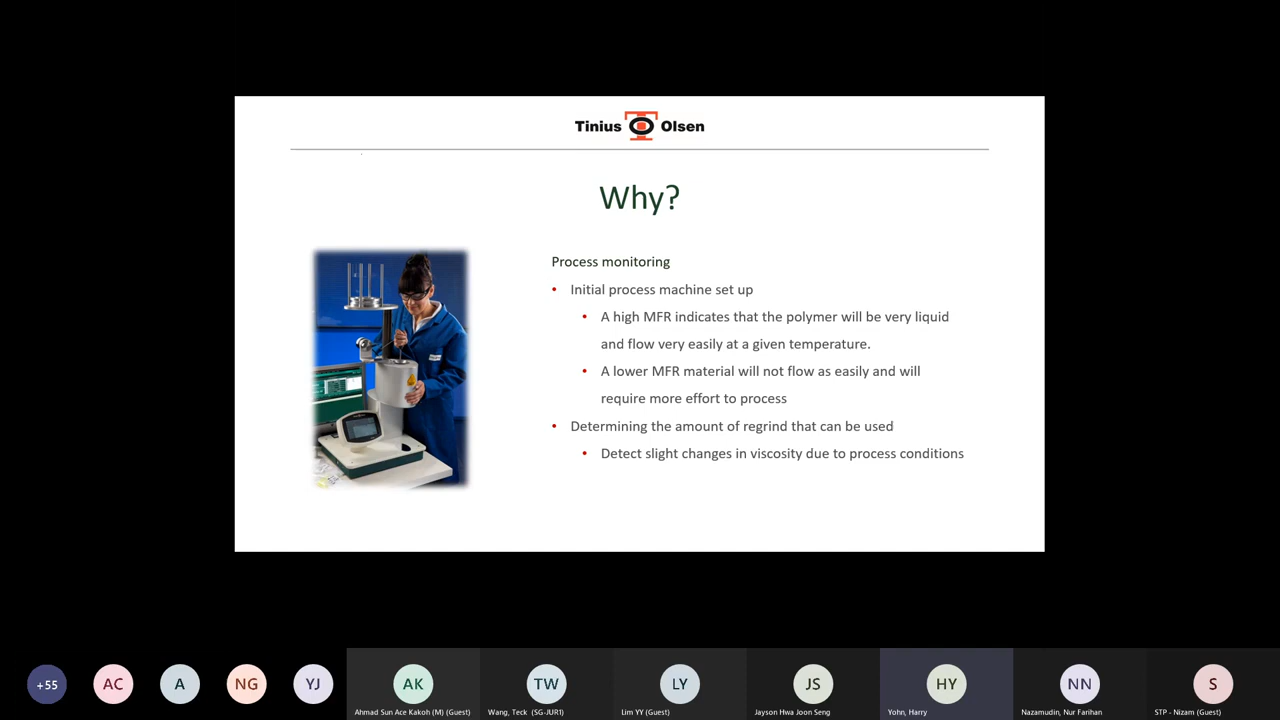 Tinius Olsen
Why?
Process monitoring
• Initial process machine set up
• A high MFR indicates that the polymer will be very liquid
and flow very easily at a given temperature.
• A lower MFR material will not flow as easily and will
require more effort to process
• Determining the amount of regrind that can be used
• Detect slight changes in viscosity due to process conditions
+55
AC
A
NG
YJ
AK
TW
LY
JS
HY
NN
S
Ahmad Sun Ace Kakoh (M) (Guest)
Wang, Teck (SG-JUR1)
Lim YY (Guest)
Jayson Hwa Joon Seng
Yohn, Harry
Nazamudin, Nur Farihan
STP - Nizam (Guest)